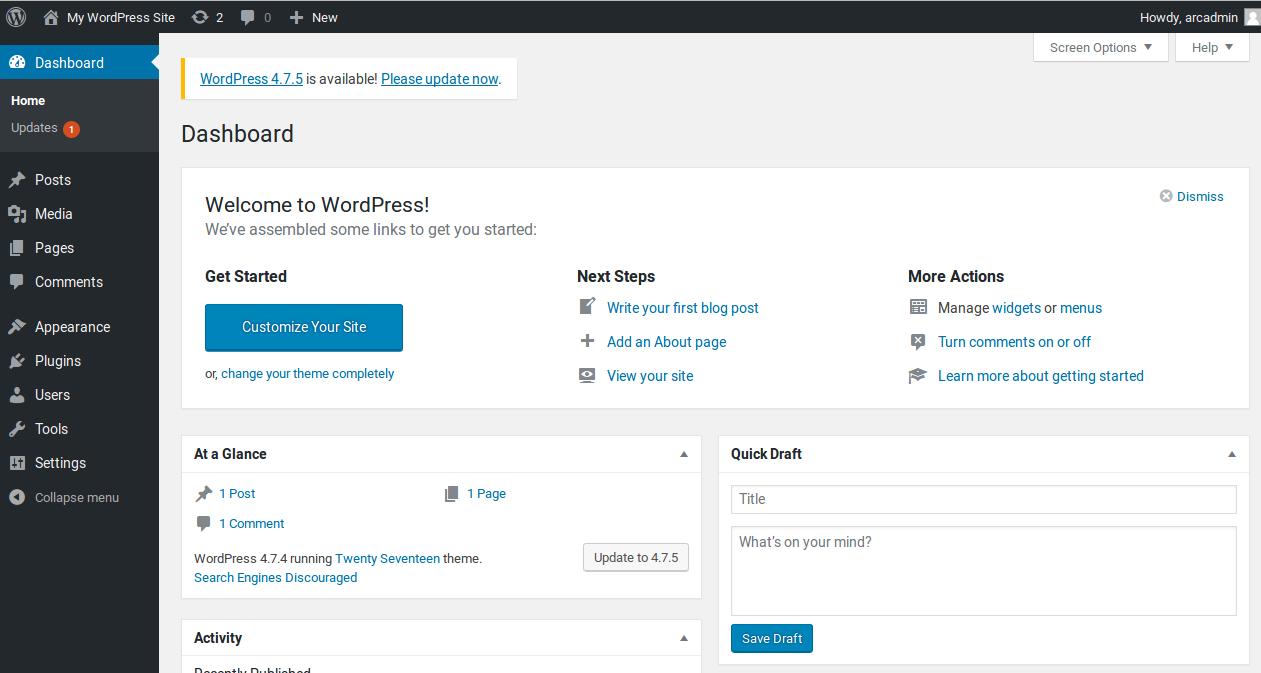 My WordPress Site 2 0 New Howdy, arcadmin
Dashboard
Home
Updates 1
Posts
Media
Pages
Comments
Appearance
Plugins
Users
Tools
Settings
Collapse menu
Screen Options Help
WordPress 4.7.5 is available! Please update now.
Dashboard
Dismiss
Welcome to WordPress!
We've assembled some links to get you started:
Get Started
Customize Your Site
or, change your theme completely
Next Steps
Write your first blog post
Add an About page
View your site
More Actions
Manage widgets or menus
Turn comments on or off
Learn more about getting started
At a Glance
1 Post 1 Page
1 Comment
WordPress 4.7.4 running Twenty Seventeen theme.
Update to 4.7.5
Search Engines Discouraged
Activity
Recently Published
Quick Draft
Title
What's on your mind?
Save Draft